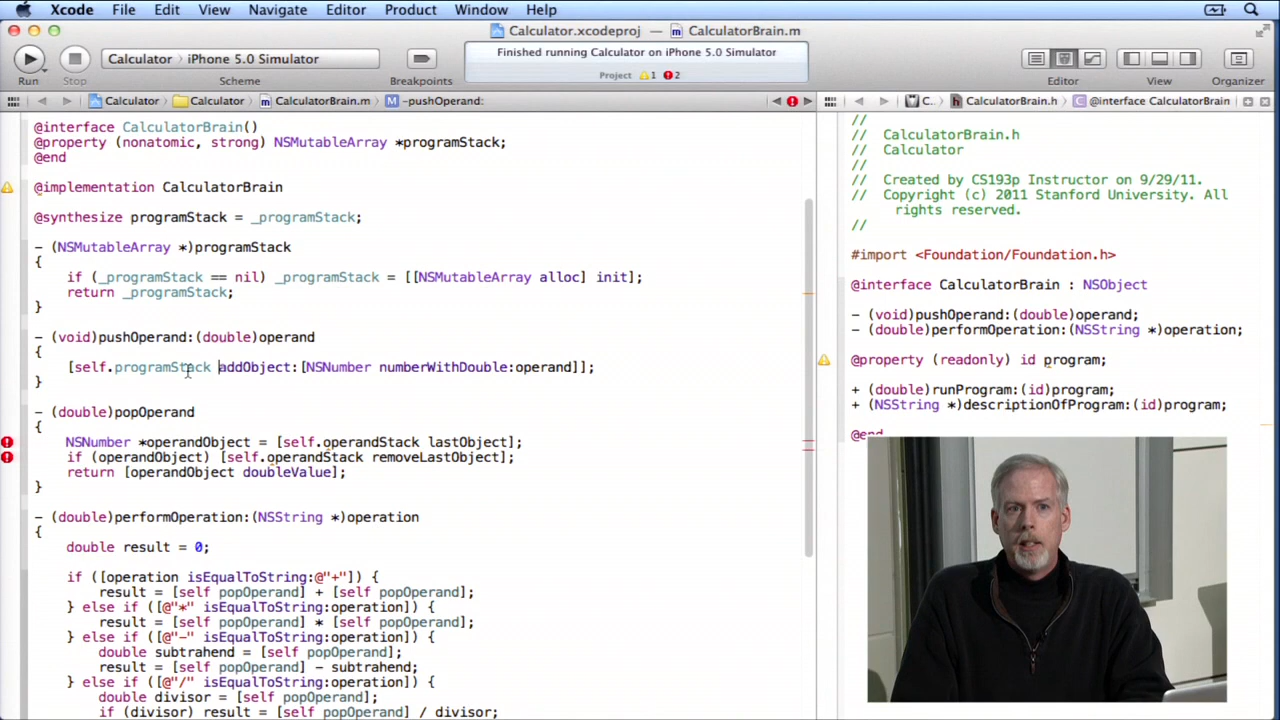 Xcode File Edit View Navigate Editor Product Window Help
Calculator.xcodeproj — CalculatorBrain.m
Calculator iPhone 5.0 Simulator
Finished running Calculator on iPhone 5.0 Simulator
Project 1 2
Run Stop Scheme Breakpoints Editor View Organizer
Calculator Calculator CalculatorBrain.m -pushOperand:
C... CalculatorBrain.h @interface CalculatorBrain
@interface CalculatorBrain()
@property (nonatomic, strong) NSMutableArray *programStack;
@end
@implementation CalculatorBrain
@synthesize programStack = _programStack;
- (NSMutableArray *)programStack
{
if (_programStack == nil) _programStack = [[NSMutableArray alloc] init];
return _programStack;
}
- (void)pushOperand:(double)operand
{
[self.programStack addObject:[NSNumber numberWithDouble:operand]];
}
- (double)popOperand
{
NSNumber *operandObject = [self.operandStack lastObject];
if (operandObject) [self.operandStack removeLastObject];
return [operandObject doubleValue];
}
- (double)performOperation:(NSString *)operation
{
double result = 0;
if ([operation isEqualToString:@"+"]) {
result = [self popOperand] + [self popOperand];
} else if ([@"*" isEqualToString:operation]) {
result = [self popOperand] * [self popOperand];
} else if ([@"-" isEqualToString:operation]) {
double subtrahend = [self popOperand];
result = [self popOperand] - subtrahend;
} else if ([@"/" isEqualToString:operation]) {
double divisor = [self popOperand];
if (divisor) result = [self popOperand] / divisor;
//
// CalculatorBrain.h
// Calculator
//
// Created by CS193p Instructor on 9/29/11.
// Copyright (c) 2011 Stanford University. All
rights reserved.
//
#import <Foundation/Foundation.h>
@interface CalculatorBrain : NSObject
- (void)pushOperand:(double)operand;
- (double)performOperation:(NSString *)operation;
@property (readonly) id program;
+ (double)runProgram:(id)program;
+ (NSString *)descriptionOfProgram:(id)program;
@end